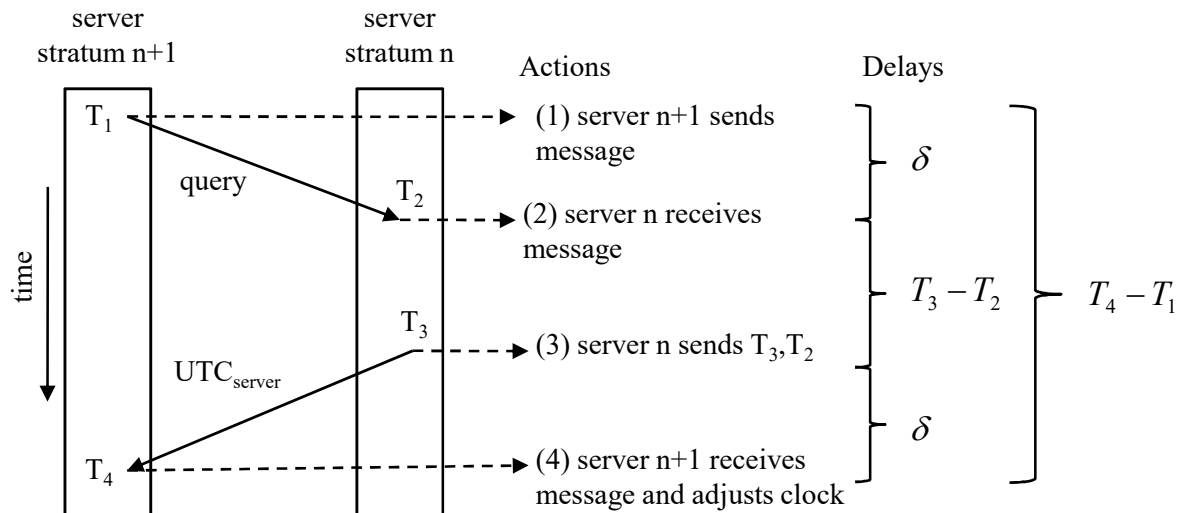 server
stratum n+1
server
stratum n
Actions
Delays
T₁
(1) server n+1 sends
message
δ
query
T₂
(2) server n receives
message
time
T₃ − T₂
T₄ − T₁
T₃
(3) server n sends T₃,T₂
UTCserver
δ
T₄
(4) server n+1 receives
message and adjusts clock